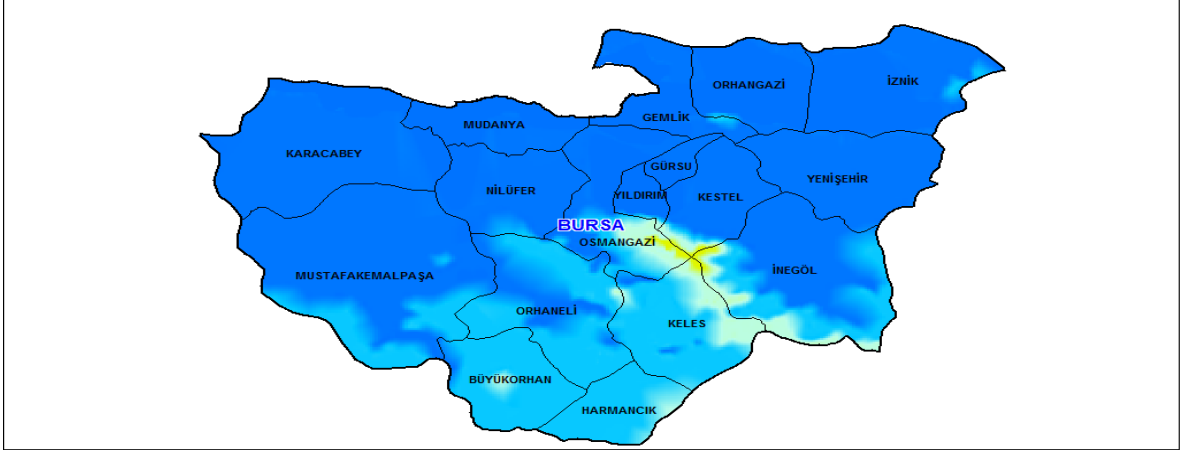 İZNİK
ORHANGAZİ
GEMLİK
MUDANYA
KARACABEY
GÜRSU
YENİŞEHİR
NİLÜFER
YILDIRIM
KESTEL
BURSA
OSMANGAZİ
İNEGÖL
MUSTAFAKEMALPAŞA
ORHANELİ
KELES
BÜYÜKORHAN
HARMANCIK